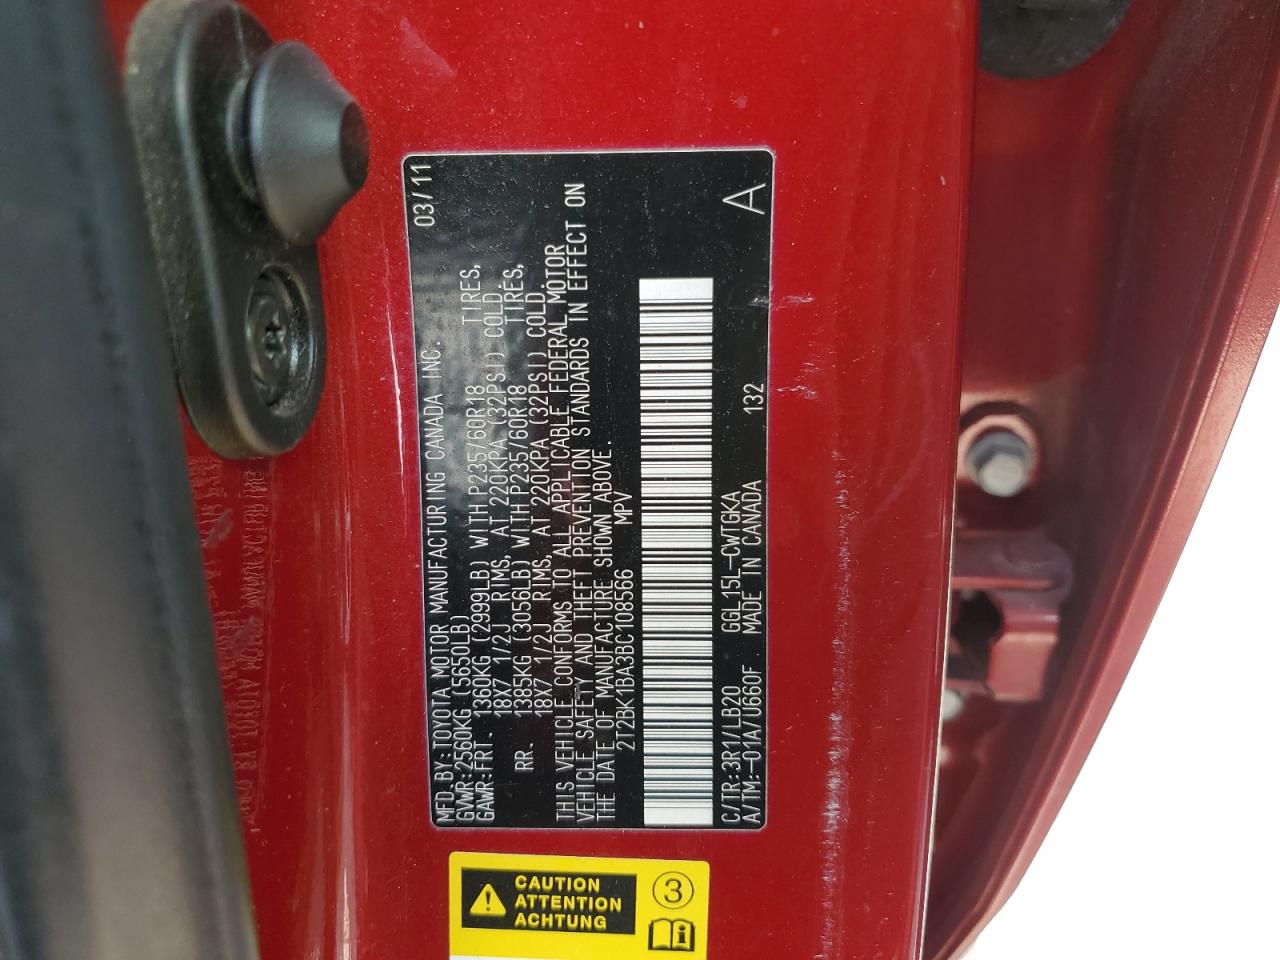 MFD.BY:TOYOTA MOTOR MANUFACTURING CANADA INC. 03/11
GVWR:2560KG (5650LB)
GAWR:FRT. 1360KG (2999LB) WITH P235/60R18 TIRES,
18X7 1/2J RIMS, AT 220KPA (32PSI) COLD.
RR. 1385KG (3056LB) WITH P235/60R18 TIRES,
18X7 1/2J RIMS, AT 220KPA (32PSI) COLD.
THIS VEHICLE CONFORMS TO ALL APPLICABLE FEDERAL MOTOR
VEHICLE SAFETY AND THEFT PREVENTION STANDARDS IN EFFECT ON
THE DATE OF MANUFACTURE SHOWN ABOVE.
2T2BK1BA3BC108566 MPV
C/TR:3R1/LB20 GGL15L-CWTGKA
A/TM:-01A/U660F MADE IN CANADA 132 A
CAUTION
ATTENTION
ACHTUNG
3